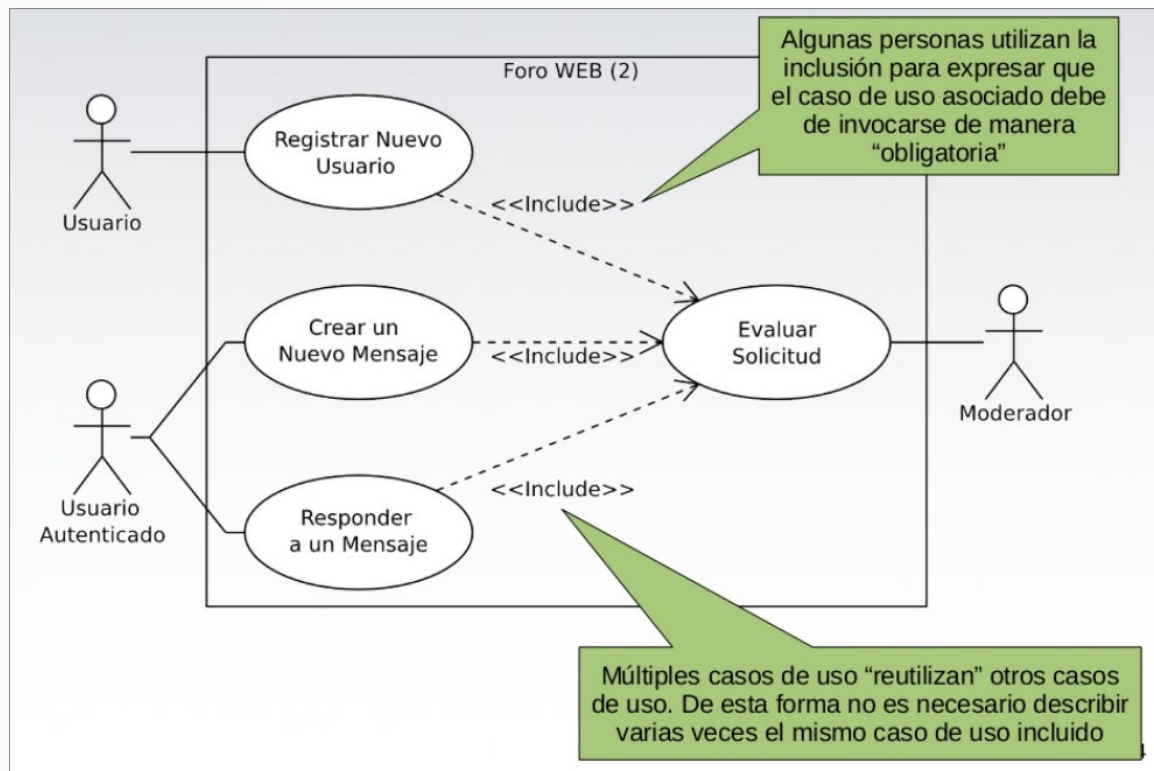 Foro WEB (2)
Algunas personas utilizan la
inclusión para expresar que
el caso de uso asociado debe
de invocarse de manera
“obligatoria”
Registrar Nuevo
Usuario
<<Include>>
Usuario
Crear un
Nuevo Mensaje
<<Include>>
Evaluar
Solicitud
Moderador
Usuario
Autenticado
Responder
a un Mensaje
<<Include>>
Múltiples casos de uso “reutilizan” otros casos
de uso. De esta forma no es necesario describir
varias veces el mismo caso de uso incluido